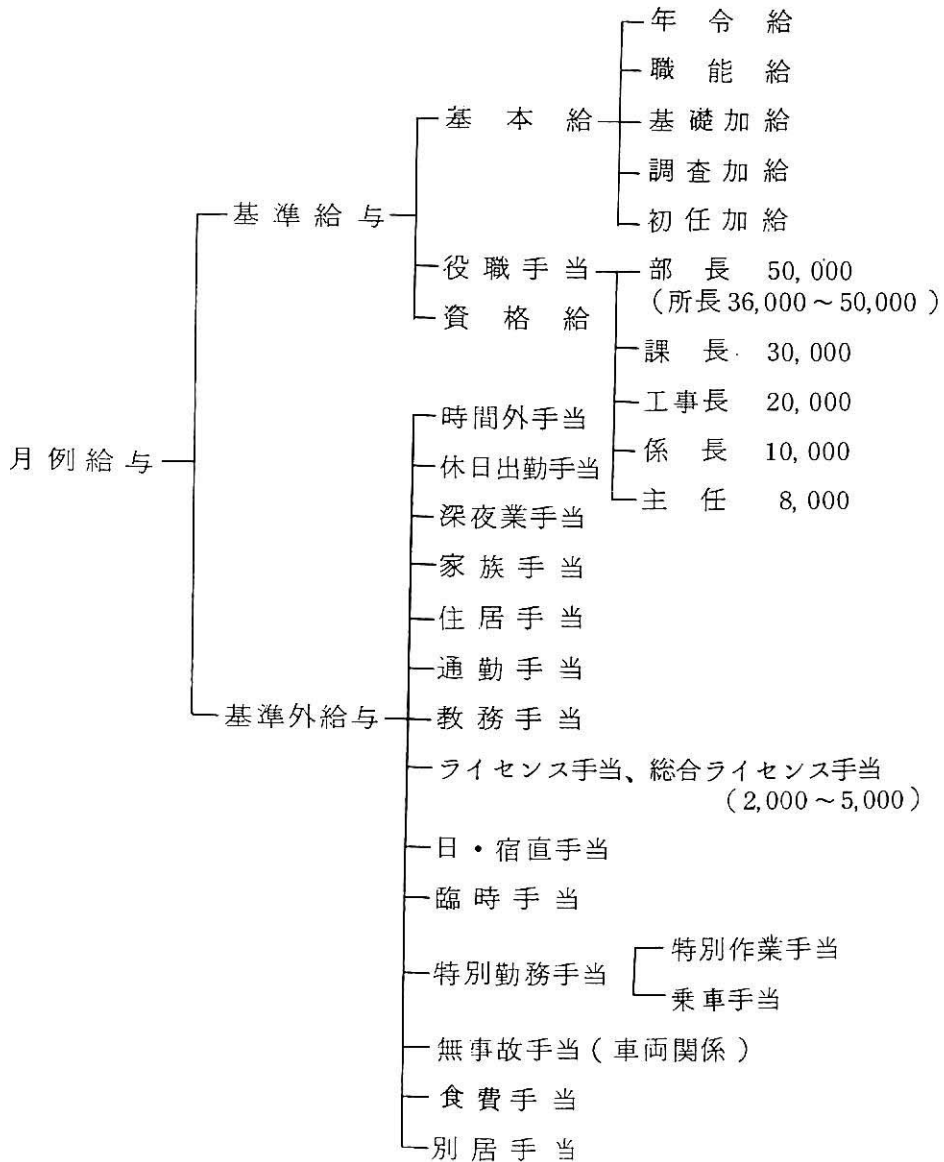 年令給
職能給
基本給
基礎加給
調査加給
基準給与
初任加給
役職手当
部長 50,000
(所長36,000～50,000)
資格給
課長 30,000
工事長 20,000
時間外手当
月例給与
係長 10,000
休日出勤手当
主任 8,000
深夜業手当
家族手当
住居手当
通勤手当
基準外給与
教務手当
ライセンス手当、総合ライセンス手当
(2,000～5,000)
日・宿直手当
臨時手当
特別作業手当
特別勤務手当
乗車手当
無事故手当(車両関係)
食費手当
別居手当